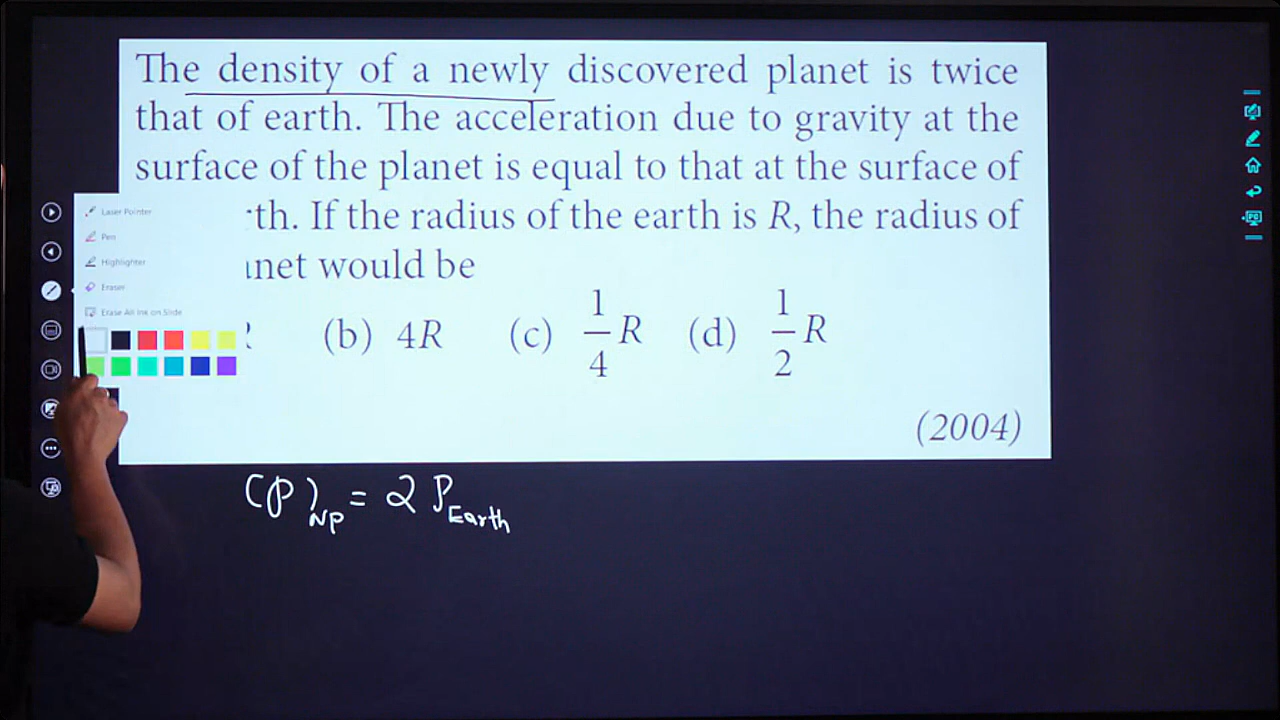 The density of a newly discovered planet is twice
that of earth. The acceleration due to gravity at the
surface of the planet is equal to that at the surface of
th. If the radius of the earth is R, the radius of
net would be
(b) 4R (c) 1/4 R (d) 1/2 R
(2004)
Laser Pointer
Pen
Highlighter
Eraser
Erase All Ink on Slide
(ρ)NP = 2 ρEarth